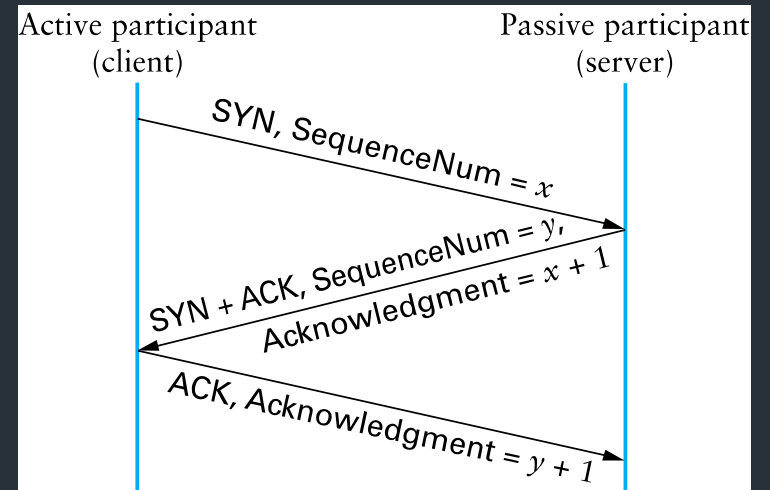 Active participant
(client)
Passive participant
(server)
SYN, SequenceNum = x
SYN + ACK, SequenceNum = y,
Acknowledgment = x + 1
ACK, Acknowledgment = y + 1